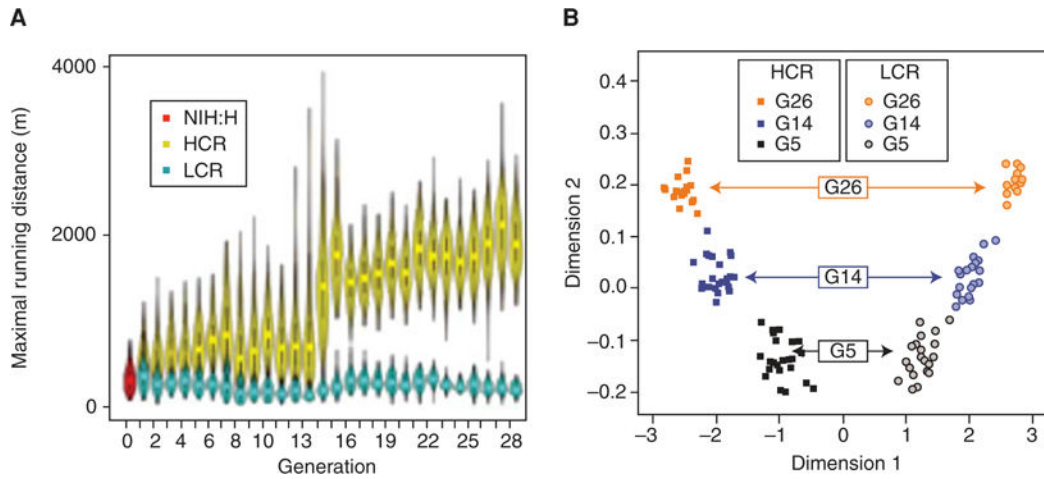 A
Maximal running distance (m)
4000
2000
0
NIH:H
HCR
LCR
0 2 4 6 8 10 13 16 19 22 25 28
Generation
B
Dimension 2
0.4
0.3
0.2
0.1
0.0
−0.1
−0.2
HCR
G26
G14
G5
LCR
G26
G14
G5
G26
G14
G5
−3 −2 −1 0 1 2 3
Dimension 1